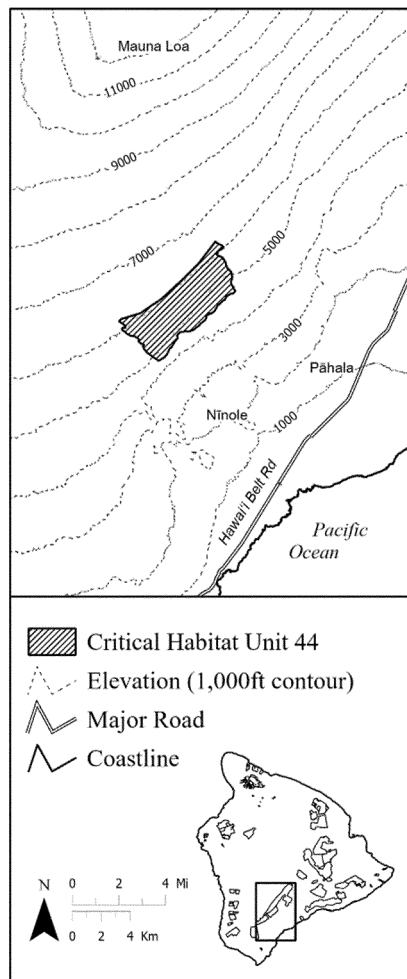 Mauna Loa
11000
9000
7000
5000
3000
Pāhala
Nīnole
1000
Hawai'i Belt Rd
Pacific
Ocean
Critical Habitat Unit 44
Elevation (1,000ft contour)
Major Road
Coastline
N
0 2 4 Mi
0 2 4 Km